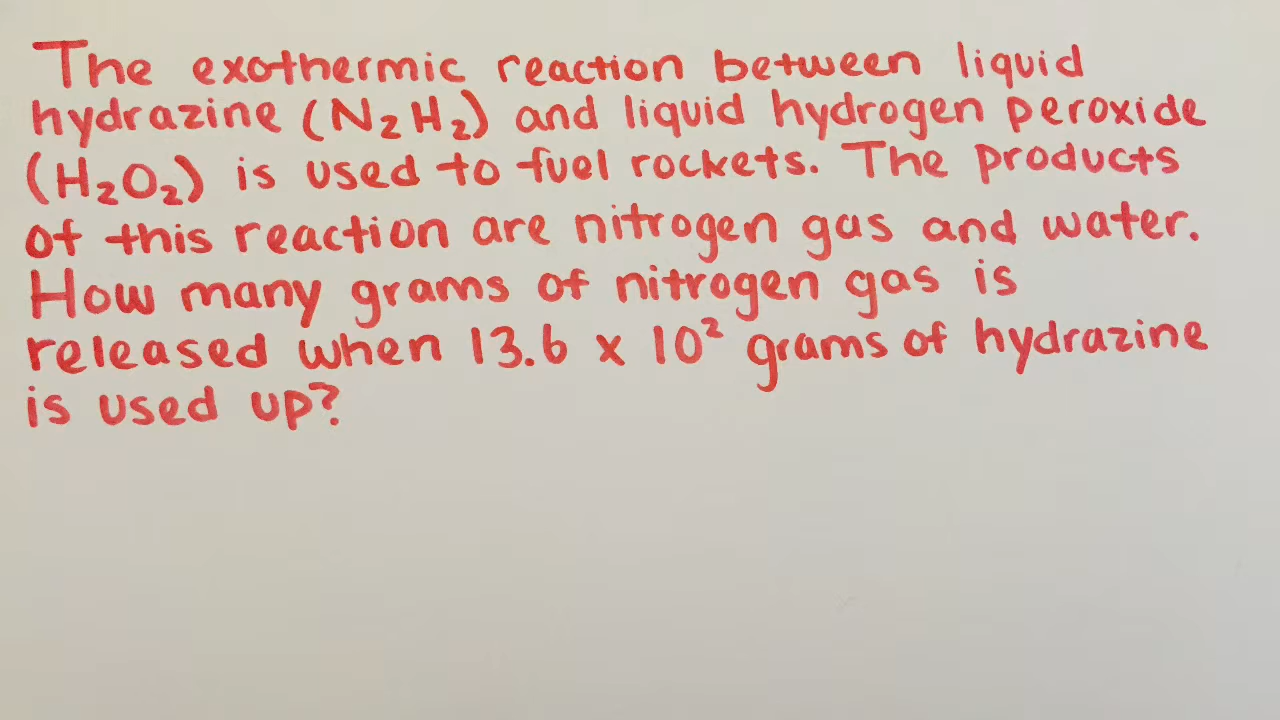 The exothermic reaction between liquid
hydrazine (N₂H₂) and liquid hydrogen peroxide
(H₂O₂) is used to fuel rockets. The products
of this reaction are nitrogen gas and water.
How many grams of nitrogen gas is
released when 13.6 x 10² grams of hydrazine
is used up?